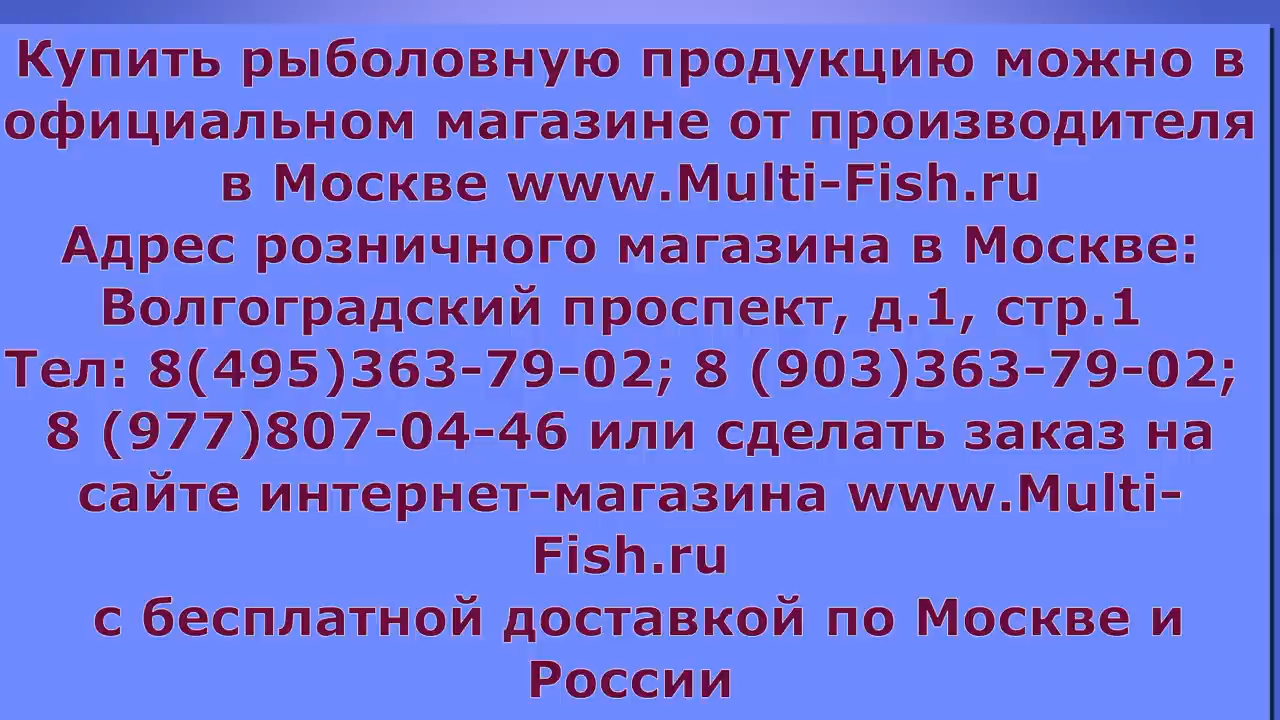 Купить рыболовную продукцию можно в
официальном магазине от производителя
в Москве www.Multi-Fish.ru
Адрес розничного магазина в Москве:
Волгоградский проспект, д.1, стр.1
Тел: 8(495)363-79-02; 8 (903)363-79-02;
8 (977)807-04-46 или сделать заказ на
сайте интернет-магазина www.Multi-
Fish.ru
с бесплатной доставкой по Москве и
России